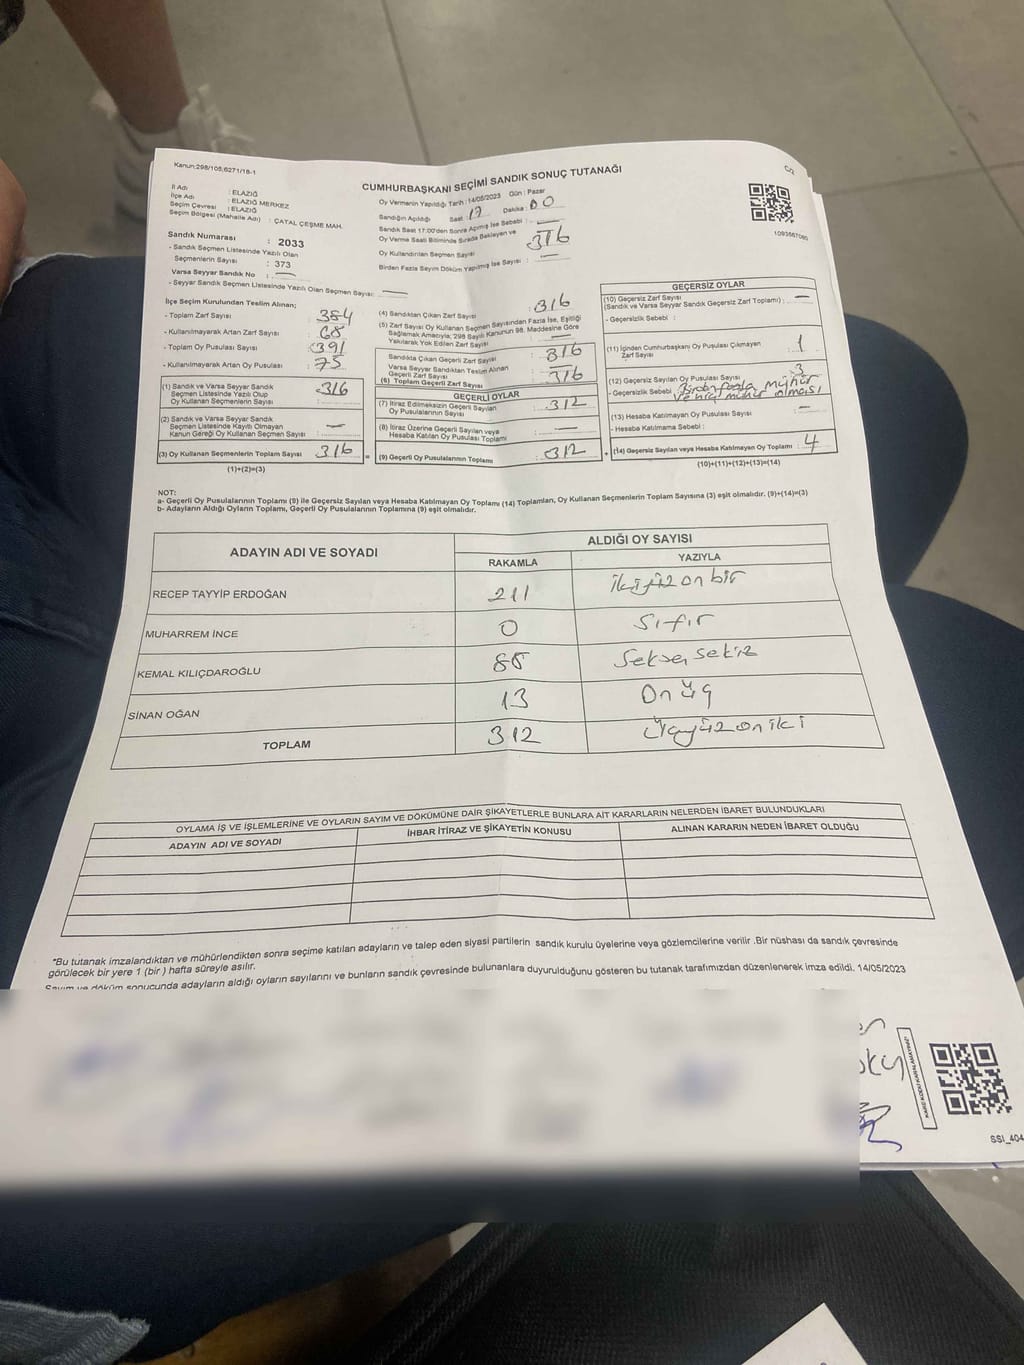 Kanun:298/105;6271/16-1
C/2
CUMHURBAŞKANI SEÇİMİ SANDIK SONUÇ TUTANAĞI
İl Adı : ELAZIĞ
İlçe Adı : ELAZIĞ MERKEZ
Seçim Çevresi : ELAZIĞ
Seçim Bölgesi (Mahalle Adı) : ÇATAL ÇEŞME MAH.
Sandık Numarası : 2033
- Sandık Seçmen Listesinde Yazılı Olan
Seçmenlerin Sayısı : 373
Varsa Seyyar Sandık No : —
- Seyyar Sandık Seçmen Listesinde Yazılı Olan Seçmen Sayısı: —
Oy Vermenin Yapıldığı Tarih : 14/05/2023 Gün : Pazar
Sandığın Açıldığı Saat : 17 Dakika : 00
Sandık Saat 17:00'den Sonra Açılmış İse Sebebi : —
Oy Verme Saati Bitiminde Sırada Bekleyen ve
Oy Kullandırılan Seçmen Sayısı : 316
Birden Fazla Sayım Döküm Yapılmış İse Sayısı : —
İlçe Seçim Kurulundan Teslim Alınan;
- Toplam Zarf Sayısı : 384
- Kullanılmayarak Artan Zarf Sayısı : 68
- Toplam Oy Pusulası Sayısı : 391
- Kullanılmayarak Artan Oy Pusulası : 75
(1) Sandık ve Varsa Seyyar Sandık
Seçmen Listesinde Yazılı Olup
Oy Kullanan Seçmenlerin Sayısı : 316
(2) Sandık ve Varsa Seyyar Sandık
Seçmen Listesinde Kayıtlı Olmayan
Kanun Gereği Oy Kullanan Seçmen Sayısı : —
(3) Oy Kullanan Seçmenlerin Toplam Sayısı : 316
(1)+(2)=(3)
(4) Sandıktan Çıkan Zarf Sayısı : 316
(5) Zarf Sayısı Oy Kullanan Seçmen Sayısından Fazla İse, Eşitliği
Sağlamak Amacıyla, 298 Sayılı Kanunun 98. Maddesine Göre
Yakılarak Yok Edilen Zarf Sayısı : —
Sandıkta Çıkan Geçerli Zarf Sayısı : 316
Varsa Seyyar Sandıktan Teslim Alınan
Geçerli Zarf Sayısı : —
(6) Toplam Geçerli Zarf Sayısı : 316
GEÇERLİ OYLAR
(7) İtiraz Edilmeksizin Geçerli Sayılan
Oy Pusulalarının Sayısı : 312
(8) İtiraz Üzerine Geçerli Sayılan veya
Hesaba Katılan Oy Pusulası Toplamı : —
= (9) Geçerli Oy Pusulalarının Toplamı : 312
GEÇERSİZ OYLAR
(10) Geçersiz Zarf Sayısı
(Sandık ve Varsa Seyyar Sandık Geçersiz Zarf Toplamı) : —
- Geçersizlik Sebebi :
(11) İçinden Cumhurbaşkanı Oy Pusulası Çıkmayan
Zarf Sayısı : 1
(12) Geçersiz Sayılan Oy Pusulası Sayısı : 3
- Geçersizlik Sebebi : Birden fazla mühür
ve hiç mühür olması
(13) Hesaba Katılmayan Oy Pusulası Sayısı : —
- Hesaba Katılmama Sebebi :
+ (14) Geçersiz Sayılan veya Hesaba Katılmayan Oy Toplamı : 4
(10)+(11)+(12)+(13)=(14)
NOT:
a- Geçerli Oy Pusulalarının Toplamı (9) ile Geçersiz Sayılan veya Hesaba Katılmayan Oy Toplamı (14) Toplamları, Oy Kullanan Seçmenlerin Toplam Sayısına (3) eşit olmalıdır. (9)+(14)=(3)
b- Adayların Aldığı Oyların Toplamı, Geçerli Oy Pusulalarının Toplamına (9) eşit olmalıdır.
ADAYIN ADI VE SOYADI ALDIĞI OY SAYISI
RAKAMLA YAZIYLA
RECEP TAYYİP ERDOĞAN 211 ikiyüzonbir
MUHARREM İNCE 0 Sıfır
KEMAL KILIÇDAROĞLU 88 Seksensekiz
SİNAN OĞAN 13 On üç
TOPLAM 312 Üçyüzoniki
OYLAMA İŞ VE İŞLEMLERİNE VE OYLARIN SAYIM VE DÖKÜMÜNE DAİR ŞİKAYETLERLE BUNLARA AİT KARARLARIN NELERDEN İBARET BULUNDUKLARI
ADAYIN ADI VE SOYADI İHBAR İTİRAZ VE ŞİKAYETİN KONUSU ALINAN KARARIN NEDEN İBARET OLDUĞU
*Bu tutanak imzalandıktan ve mühürlendikten sonra seçime katılan adayların ve talep eden siyasi partilerin sandık kurulu üyelerine veya gözlemcilerine verilir .Bir nüshası da sandık çevresinde
görülecek bir yere 1 (bir ) hafta süreyle asılır.
Sayım ve döküm sonucunda adayların aldığı oyların sayılarını ve bunların sandık çevresinde bulunanlara duyurulduğunu gösteren bu tutanak tarafımızdan düzenlenerek imza edildi. 14/05/2023
KARE KODU KARALAMAYINIZ!